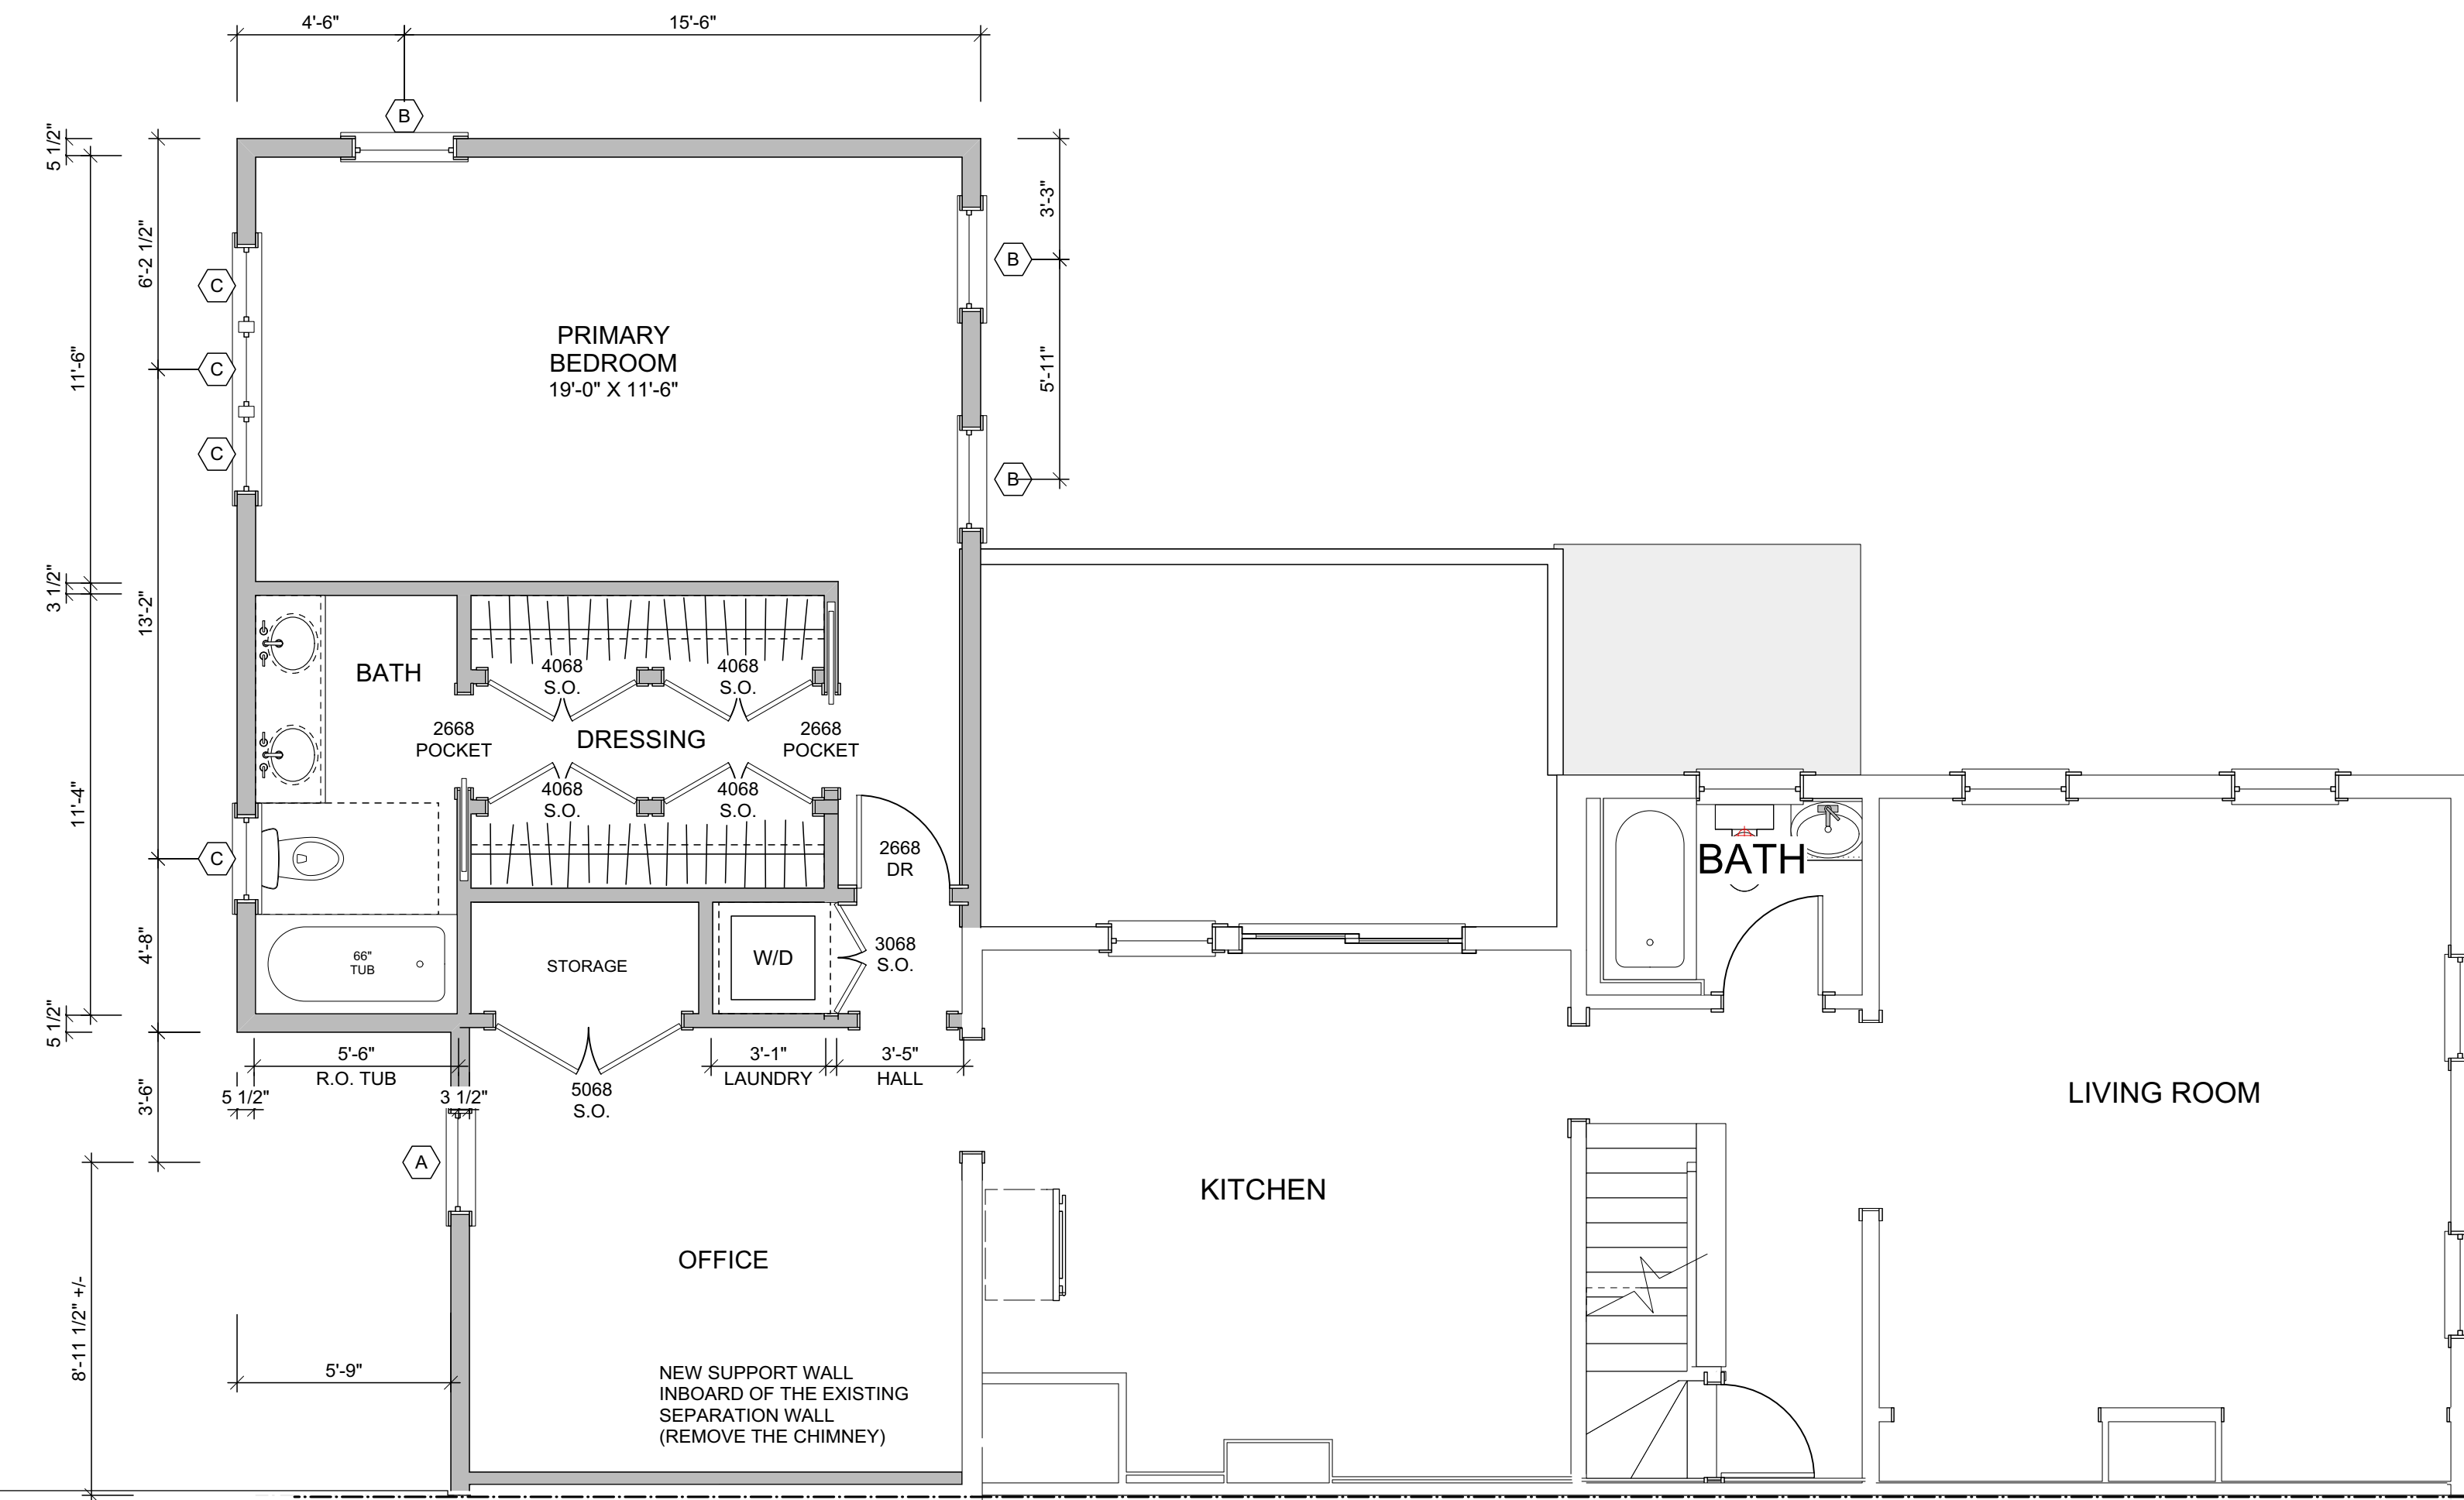 4'-6"
15'-6"
B
5 1/2"
6'-2 1/2"
3'-3"
B
C
C
C
11'-6"
PRIMARY
BEDROOM
19'-0" X 11'-6"
5'-11"
B
3 1/2"
13'-2"
BATH
4068
S.O.
4068
S.O.
2668
POCKET
DRESSING
2668
POCKET
4068
S.O.
4068
S.O.
11'-4"
C
2668
DR
BATH
4'-8"
66"
TUB
STORAGE
W/D
3068
S.O.
5 1/2"
5'-6"
R.O. TUB
3'-1"
LAUNDRY
3'-5"
HALL
5 1/2"
3 1/2"
5068
S.O.
3'-6"
LIVING ROOM
A
KITCHEN
OFFICE
8'-11 1/2" +/-
5'-9"
NEW SUPPORT WALL
INBOARD OF THE EXISTING
SEPARATION WALL
(REMOVE THE CHIMNEY)